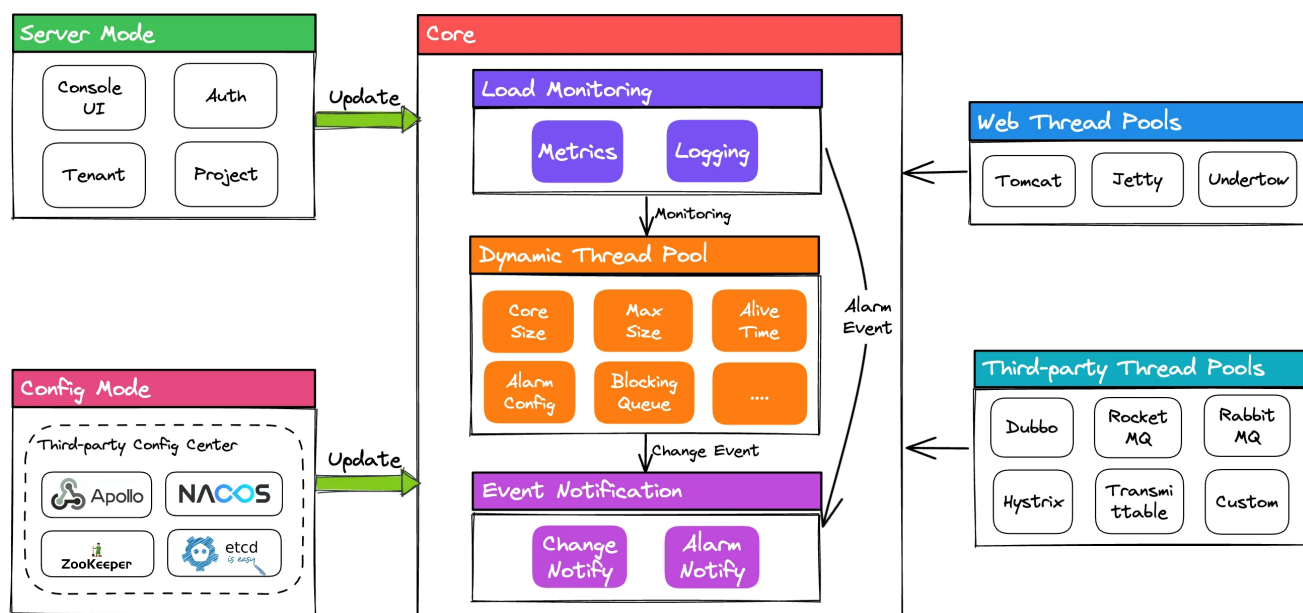 Server Mode
Console
UI
Auth
Tenant
Project
Update
Config Mode
Third-party Config Center
Apollo
NACOS
ZooKeeper
etcd
is easy
Update
Core
Load Monitoring
Metrics
Logging
Monitoring
Dynamic Thread Pool
Core
Size
Max
Size
Alive
Time
Alarm
Config
Blocking
Queue
....
Change Event
Alarm
Event
Event Notification
Change
Notify
Alarm
Notify
Web Thread Pools
Tomcat
Jetty
Undertow
Third-party Thread Pools
Dubbo
Rocket
MQ
Rabbit
MQ
Hystrix
Transmi
ttable
Custom